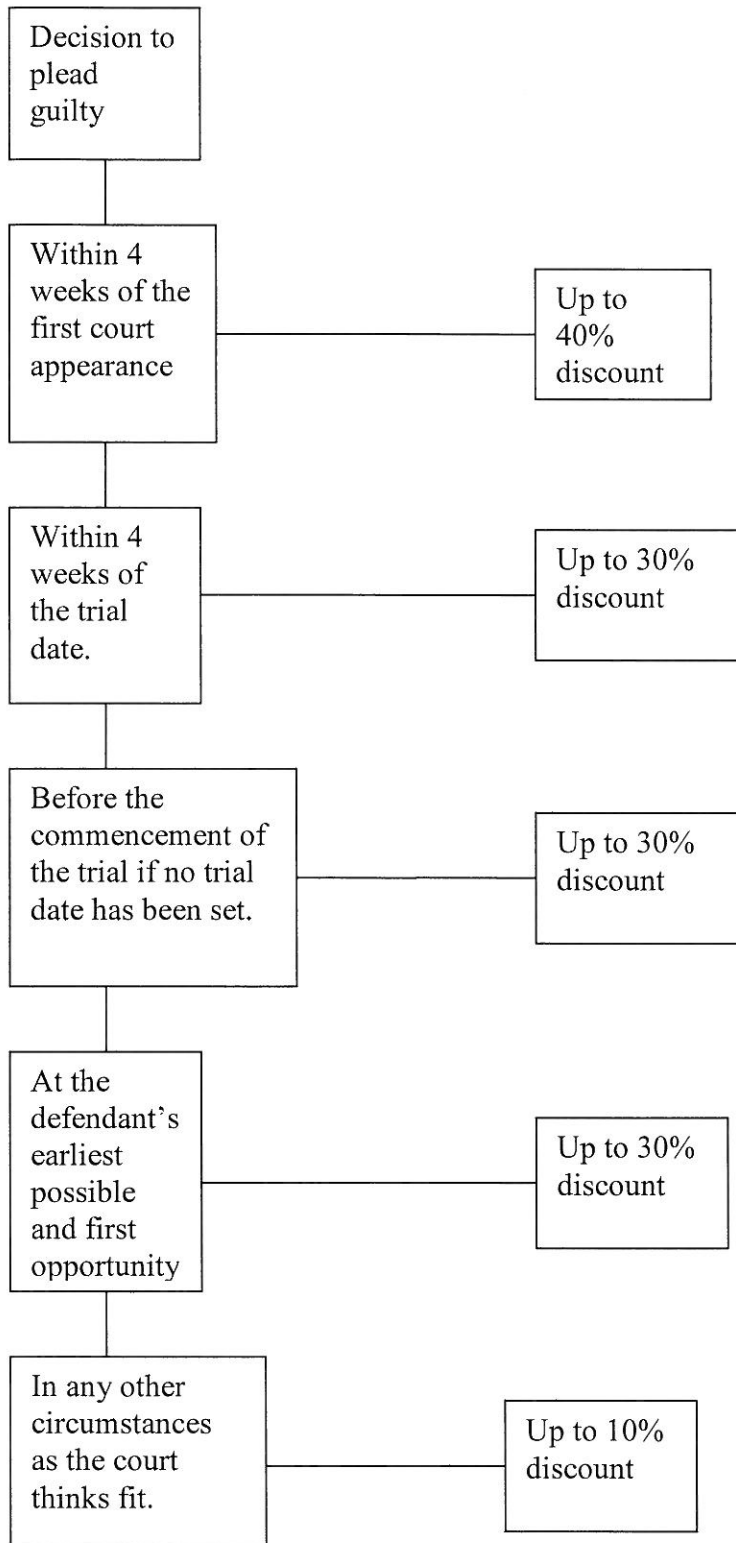 Decision to
plead
guilty
Within 4
weeks of the
first court
appearance
Up to
40%
discount
Within 4
weeks of
the trial
date.
Up to 30%
discount
Before the
commencement of
the trial if no trial
date has been set.
Up to 30%
discount
At the
defendant’s
earliest
possible
and first
opportunity
Up to 30%
discount
In any other
circumstances
as the court
thinks fit.
Up to 10%
discount